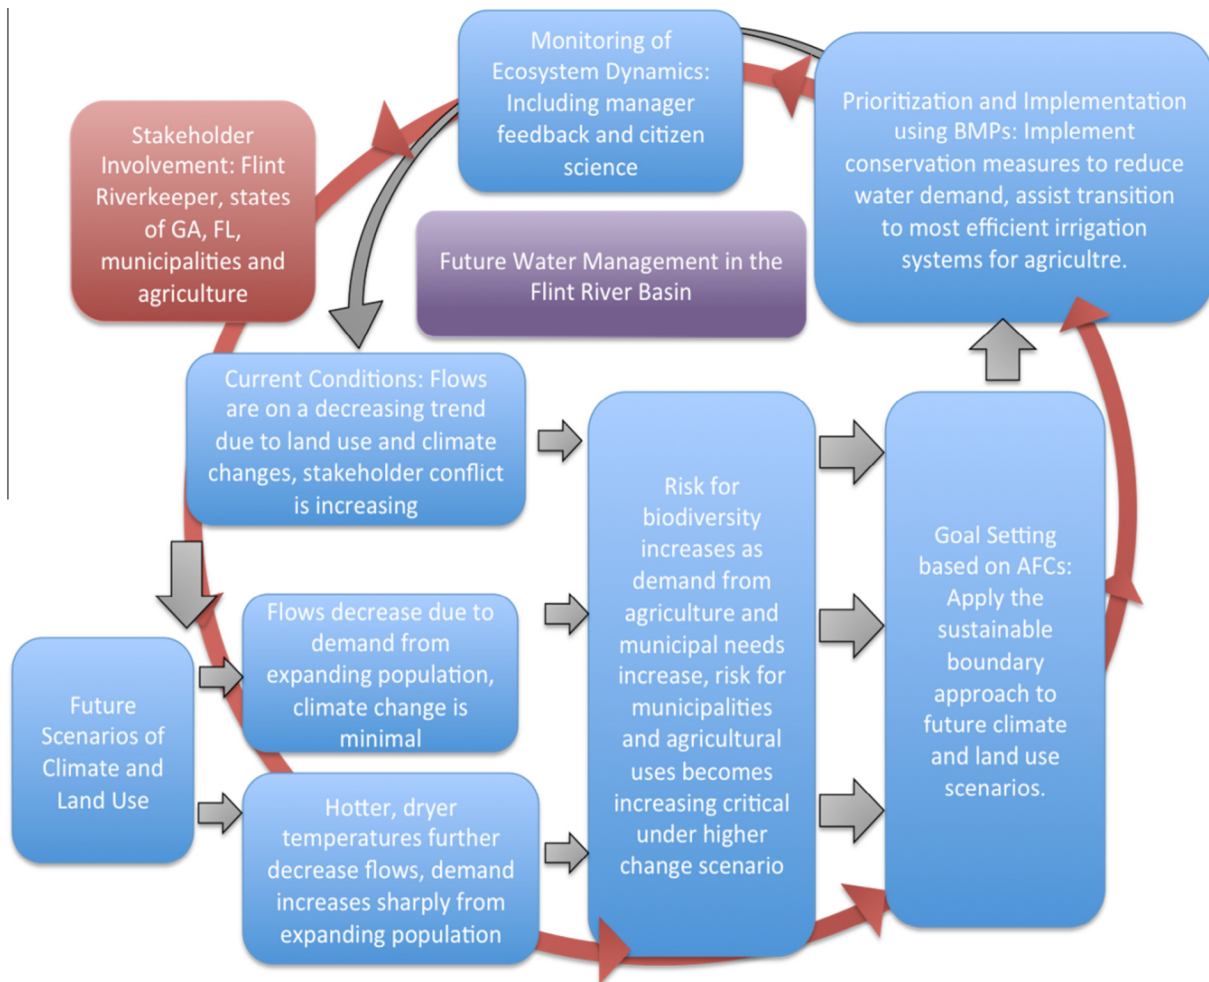 Monitoring of
Ecosystem Dynamics:
Including manager
feedback and citizen
science
Prioritization and Implementation
using BMPs: Implement
conservation measures to reduce
water demand, assist transition
to most efficient irrigation
systems for agricultre.
Stakeholder
Involvement: Flint
Riverkeeper, states
of GA, FL,
municipalities and
agriculture
Future Water Management in the
Flint River Basin
Current Conditions: Flows
are on a decreasing trend
due to land use and climate
changes, stakeholder conflict
is increasing
Flows decrease due to
demand from
expanding population,
climate change is
minimal
Future
Scenarios of
Climate and
Land Use
Hotter, dryer
temperatures further
decrease flows, demand
increases sharply from
expanding population
Risk for
biodiversity
increases as
demand from
agriculture and
municipal needs
increase, risk for
municipalities
and agricultural
uses becomes
increasing critical
under higher
change scenario
Goal Setting
based on AFCs:
Apply the
sustainable
boundary
approach to
future climate
and land use
scenarios.